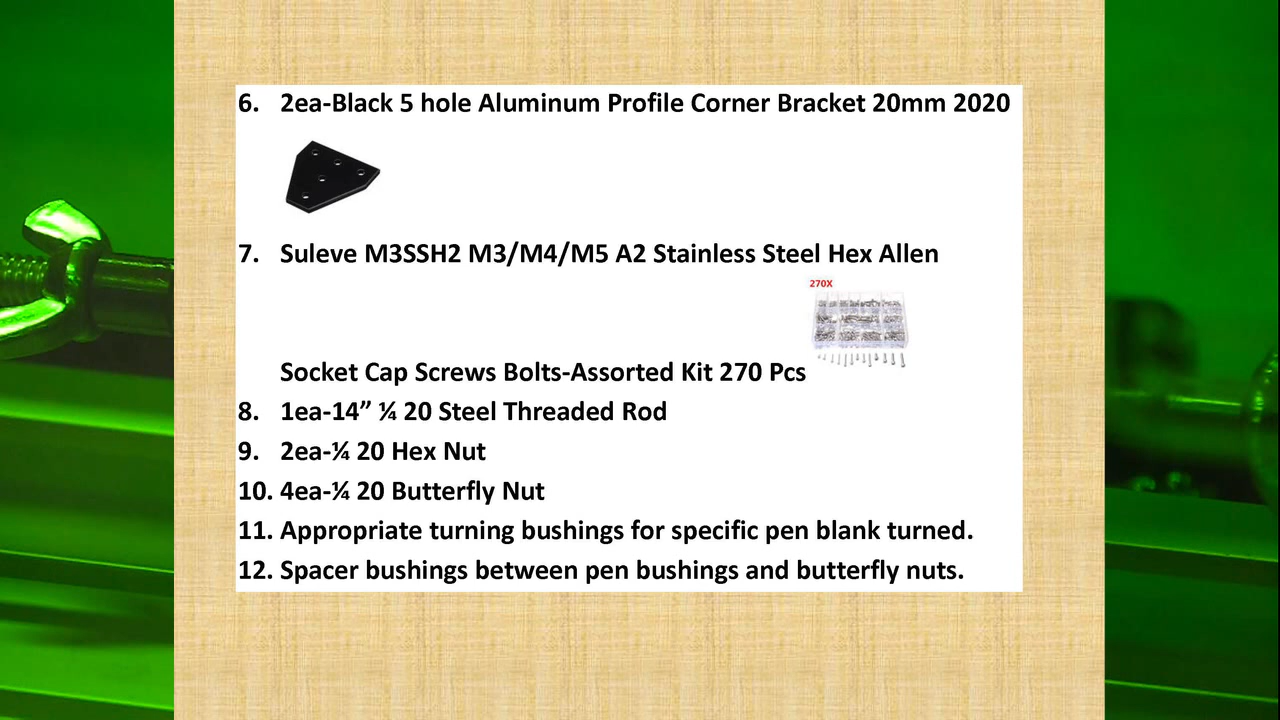 6. 2ea-Black 5 hole Aluminum Profile Corner Bracket 20mm 2020
7. Suleve M3SSH2 M3/M4/M5 A2 Stainless Steel Hex Allen
270X
Socket Cap Screws Bolts-Assorted Kit 270 Pcs
8. 1ea-14” ¼ 20 Steel Threaded Rod
9. 2ea-¼ 20 Hex Nut
10. 4ea-¼ 20 Butterfly Nut
11. Appropriate turning bushings for specific pen blank turned.
12. Spacer bushings between pen bushings and butterfly nuts.